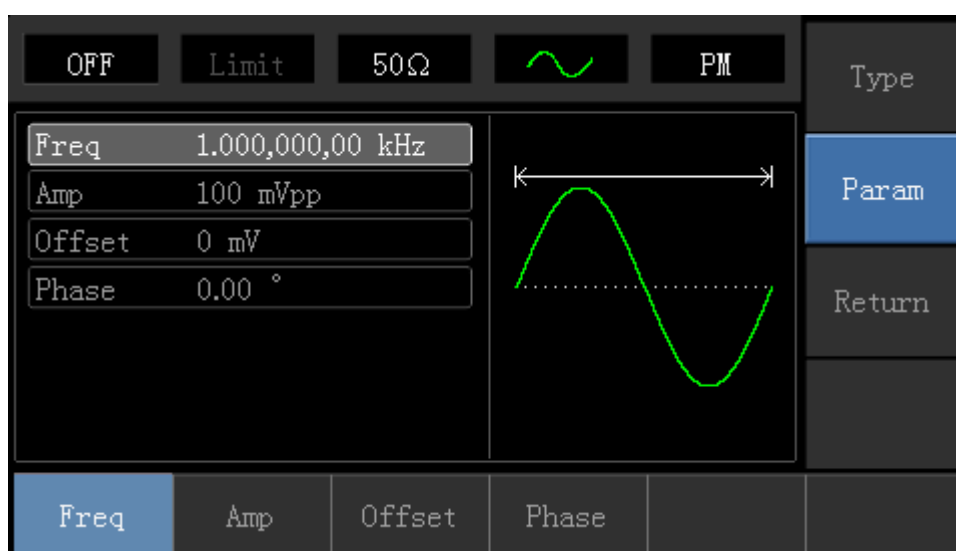 OFF Limit 50Ω PM
Type
Freq 1.000,000,00 kHz
Amp 100 mVpp
Offset 0 mV
Phase 0.00 °
Param
Return
Freq Amp Offset Phase